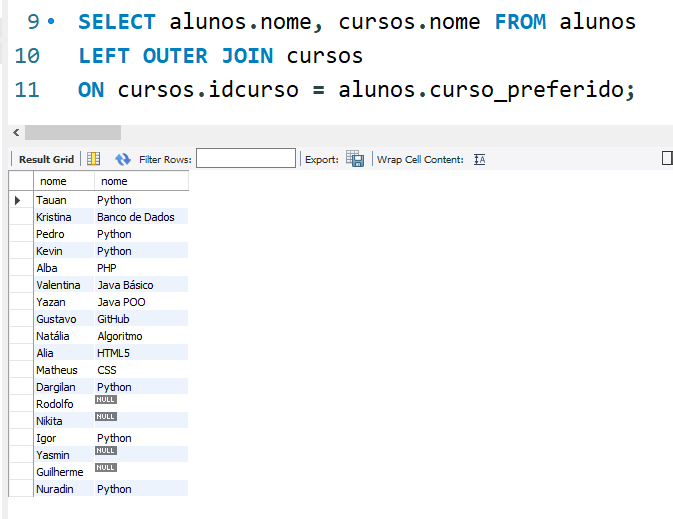 9 SELECT alunos.nome, cursos.nome FROM alunos
10 LEFT OUTER JOIN cursos
11 ON cursos.idcurso = alunos.curso_preferido;
Result Grid Filter Rows: Export: Wrap Cell Content: IA
nome nome
Tauan Python
Kristina Banco de Dados
Pedro Python
Kevin Python
Alba PHP
Valentina Java Básico
Yazan Java POO
Gustavo GitHub
Natália Algoritmo
Alia HTML5
Matheus CSS
Dargilan Python
Rodolfo NULL
Nikita NULL
Igor Python
Yasmin NULL
Guilherme NULL
Nuradin Python